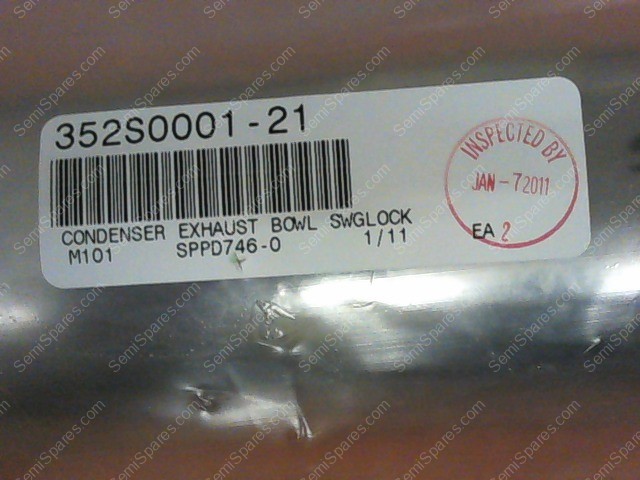 352S0001-21
CONDENSER EXHAUST BOWL SWGLOCK
M101 SPPD746-0 1/11
INSPECTED BY
JAN -7 2011
EA 2
SemiSpares.com